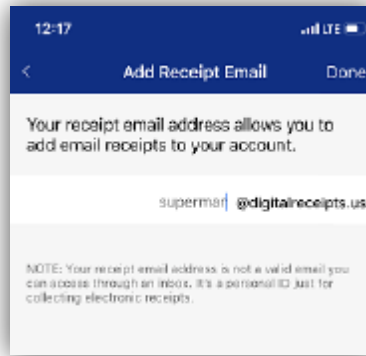 12:17
LTE
Add Receipt Email
Done
Your receipt email address allows you to
add email receipts to your account.
superman @digitalreceipts.us
NOTE: Your receipt email address is not a valid email you
can access through an inbox. It's a personal ID just for
collecting electronic receipts.